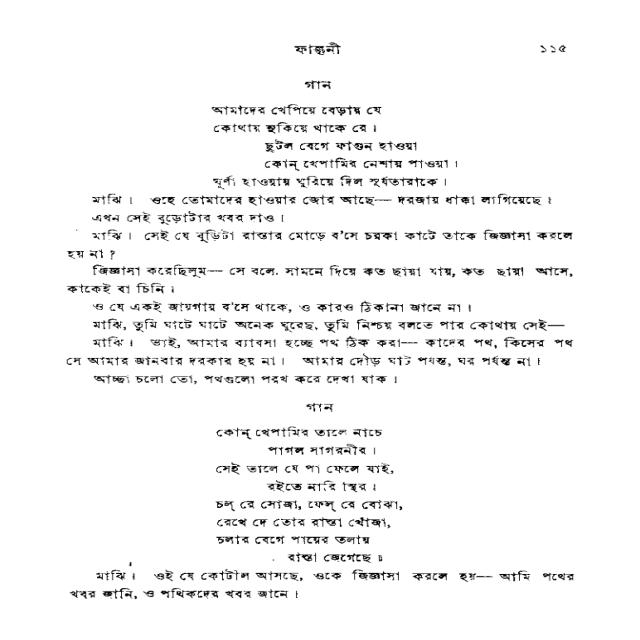 ফাল্গুনী ১১৫
গান
আমাদের খেপিয়ে বেড়ায় যে
কোথায় লুকিয়ে থাকে রে।
ছুটল বেগে ফাগুন হাওয়া
কোন্ খেপামির নেশায় পাওয়া।
ঘূর্ণা হাওয়ায় ঘুরিয়ে দিল সূর্যতারাকে।
মাঝি। ওহে তোমাদের হাওয়ার জোর আছে— দরজায় ধাক্কা লাগিয়েছে।
এখন সেই বুড়োটার খবর দাও।
মাঝি। সেই যে বুড়িটা রাস্তার মোড়ে ব'সে চরকা কাটে তাকে জিজ্ঞাসা করলে
হয় না?
জিজ্ঞাসা করেছিলুম— সে বলে, সামনে দিয়ে কত ছায়া যায়, কত ছায়া আসে,
কাকেই বা চিনি।
ও যে একই জায়গায় ব'সে থাকে, ও কারও ঠিকানা জানে না।
মাঝি, তুমি ঘাটে ঘাটে অনেক ঘুরেছ, তুমি নিশ্চয় বলতে পার কোথায় সেই—
মাঝি। ভাই, আমার ব্যাবসা হচ্ছে পথ ঠিক করা— কাদের পথ, কিসের পথ
সে আমার জানবার দরকার হয় না। আমার দৌড় ঘাট পর্যন্ত, ঘর পর্যন্ত না।
আচ্ছা চলো তো, পথগুলো পরখ করে দেখা যাক।
গান
কোন্ খেপামির তালে নাচে
পাগল সাগরনীর।
সেই তালে যে পা ফেলে যাই,
রইতে নারি স্থির।
চল্ রে সোজা, ফেল্ রে বোঝা,
রেখে দে তোর রাস্তা খোঁজা,
চলার বেগে পায়ের তলায়
রাস্তা জেগেছে॥
মাঝি। ওই যে কোটাল আসছে, ওকে জিজ্ঞাসা করলে হয়— আমি পথের
খবর জানি, ও পথিকদের খবর জানে।